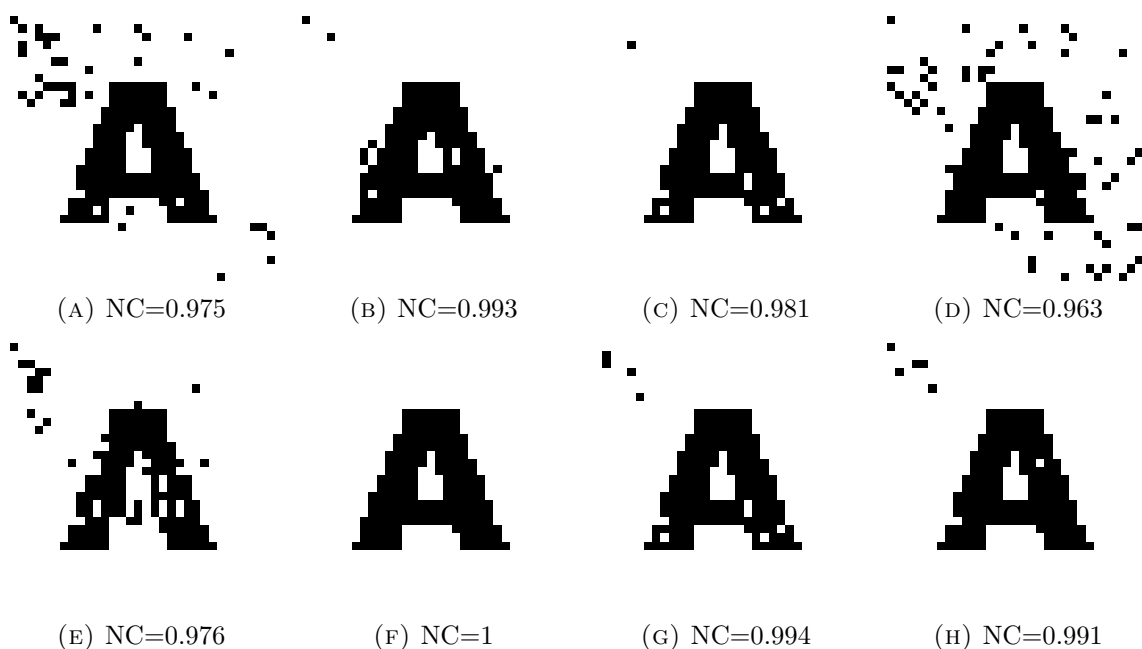 A A A A
(A) NC=0.975 (B) NC=0.993 (C) NC=0.981 (D) NC=0.963
A A A A
(E) NC=0.976 (F) NC=1 (G) NC=0.994 (H) NC=0.991